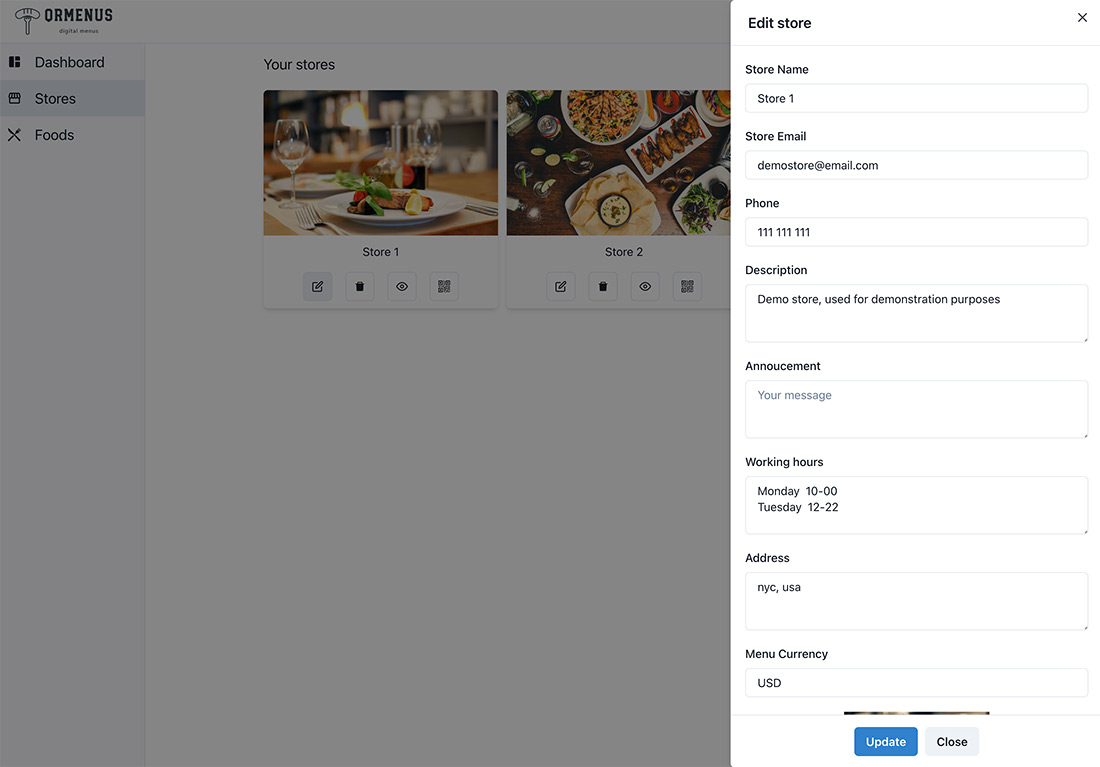 ORMENUS
digital menus
Dashboard
Stores
Foods
Your stores
Store 1
Store 2
Edit store
Store Name
Store 1
Store Email
demostore@email.com
Phone
111 111 111
Description
Demo store, used for demonstration purposes
Annoucement
Your message
Working hours
Monday  10-00
Tuesday  12-22
Address
nyc, usa
Menu Currency
USD
Update
Close